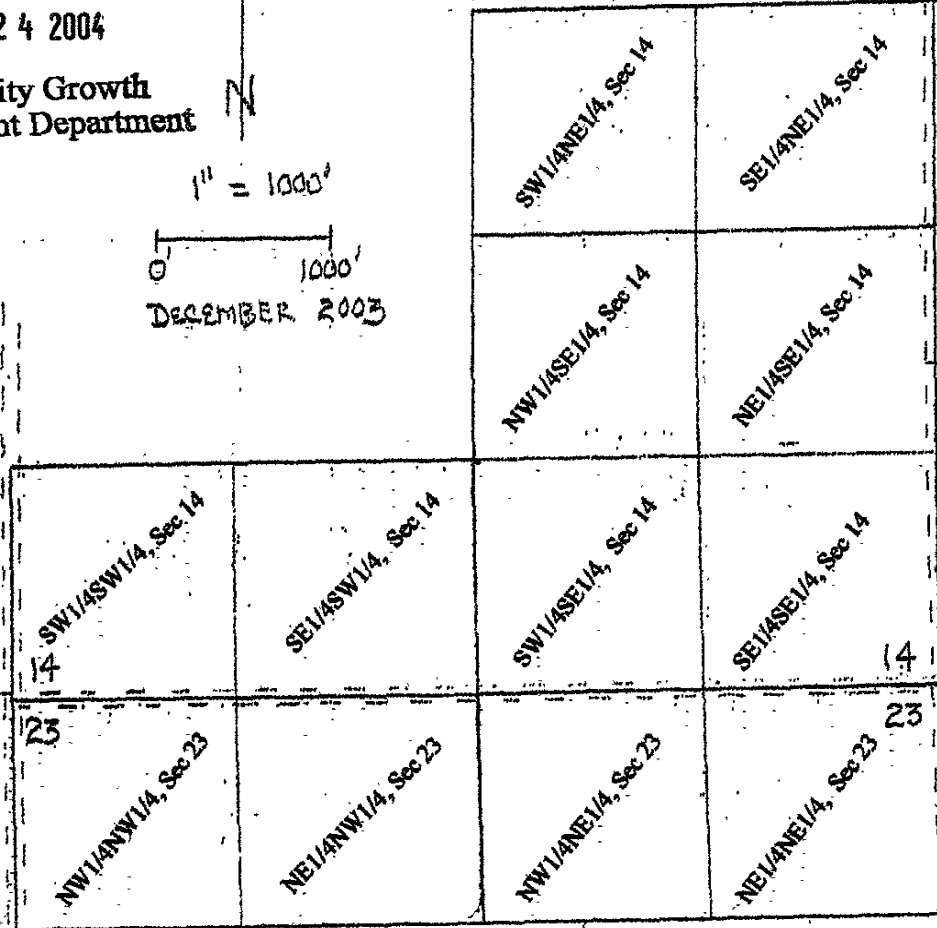 2 4 2004
ity Growth
nt Department
N
1" = 1000'
0' 1000'
DECEMBER 2003
SW1/4NE1/4, Sec 14
SE1/4NE1/4, Sec 14
NW1/4SE1/4, Sec 14
NE1/4SE1/4, Sec 14
SW1/4SW1/4, Sec 14
SE1/4SW1/4, Sec 14
SW1/4SE1/4, Sec 14
SE1/4SE1/4, Sec 14
14
14
23
23
NW1/4NW1/4, Sec 23
NE1/4NW1/4, Sec 23
NW1/4NE1/4, Sec 23
NE1/4NE1/4, Sec 23